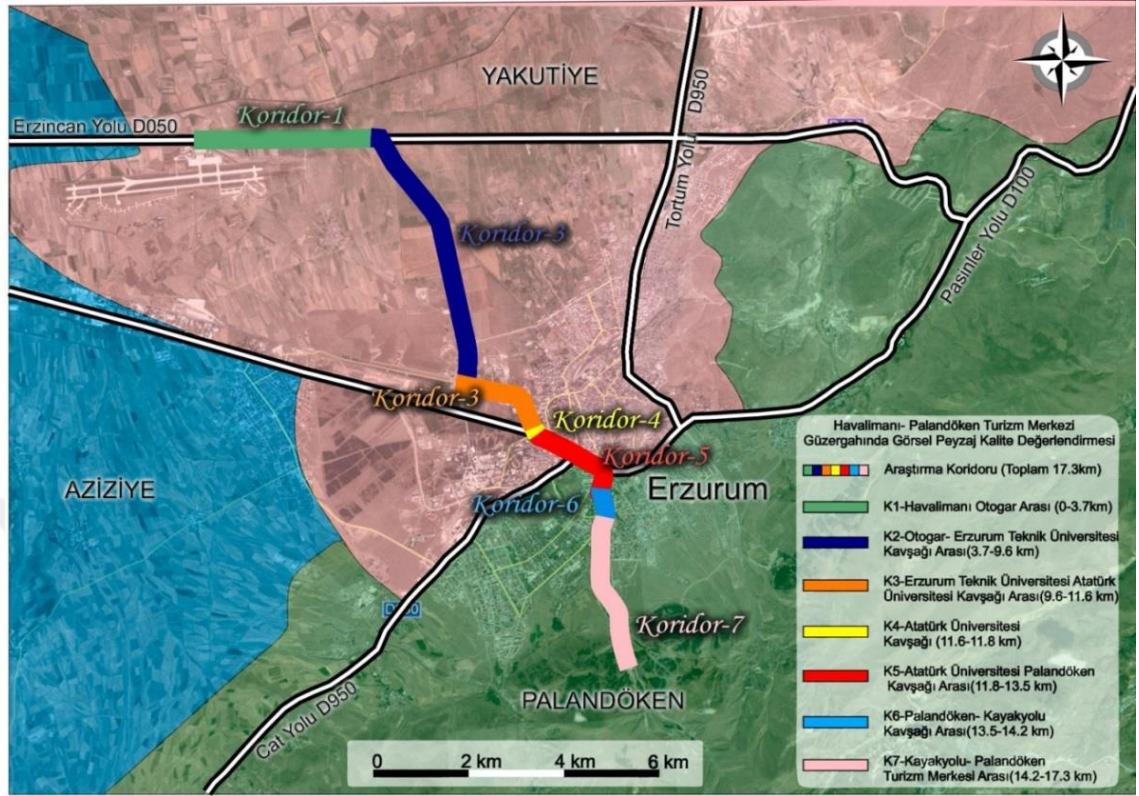 YAKUTİYE
D950
Koridor-1
Erzincan Yolu D050
Tortum Yolu
Pasinler Yolu D100
Koridor-3
Koridor-3
Koridor-4
Koridor-5
Erzurum
Koridor-6
AZİZİYE
Koridor-7
PALANDÖKEN
Cat Yolu D950
0 2 km 4 km 6 km
Havalimanı- Palandöken Turizm Merkezi
Güzergahında Görsel Peyzaj Kalite Değerlendirmesi
Araştırma Koridoru (Toplam 17.3km)
K1-Havalimanı Otogar Arası (0-3.7km)
K2-Otogar- Erzurum Teknik Üniversitesi
Kavşağı Arası(3.7-9.6 km)
K3-Erzurum Teknik Üniversitesi Atatürk
Üniversitesi Kavşağı Arası(9.6-11.6 km)
K4-Atatürk Üniversitesi
Kavşağı (11.6-11.8 km)
K5-Atatürk Üniversitesi Palandöken
Kavşağı Arası(11.8-13.5 km)
K6-Palandöken- Kayakyolu
Kavşağı Arası(13.5-14.2 km)
K7-Kayakyolu- Palandöken
Turizm Merkezi Arası(14.2-17.3 km)